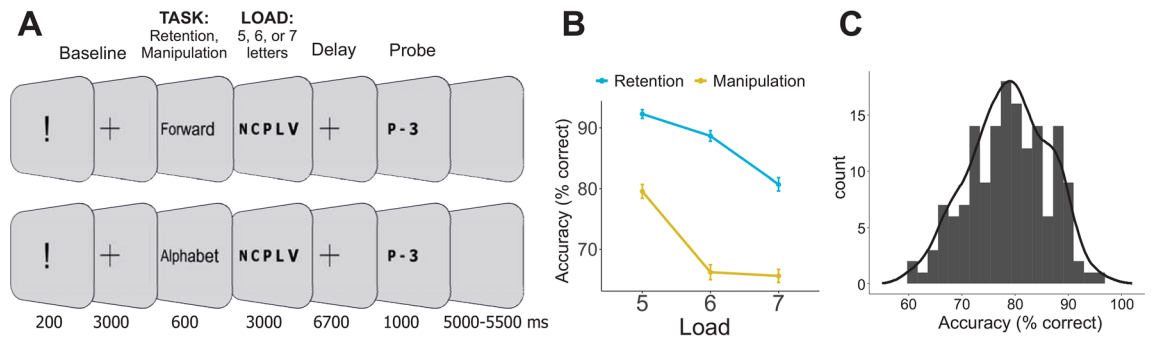 A
TASK:
LOAD:
Retention,
Manipulation
5, 6, or 7
letters
Baseline
Delay
Probe
!
Forward
NCPLV
P-3
!
Alphabet
NCPLV
P-3
200
3000
600
3000
6700
1000
5000-5500 ms
B
Retention
Manipulation
Accuracy (% correct)
90
80
70
5
6
7
Load
C
count
15
10
5
0
60
70
80
90
100
Accuracy (% correct)